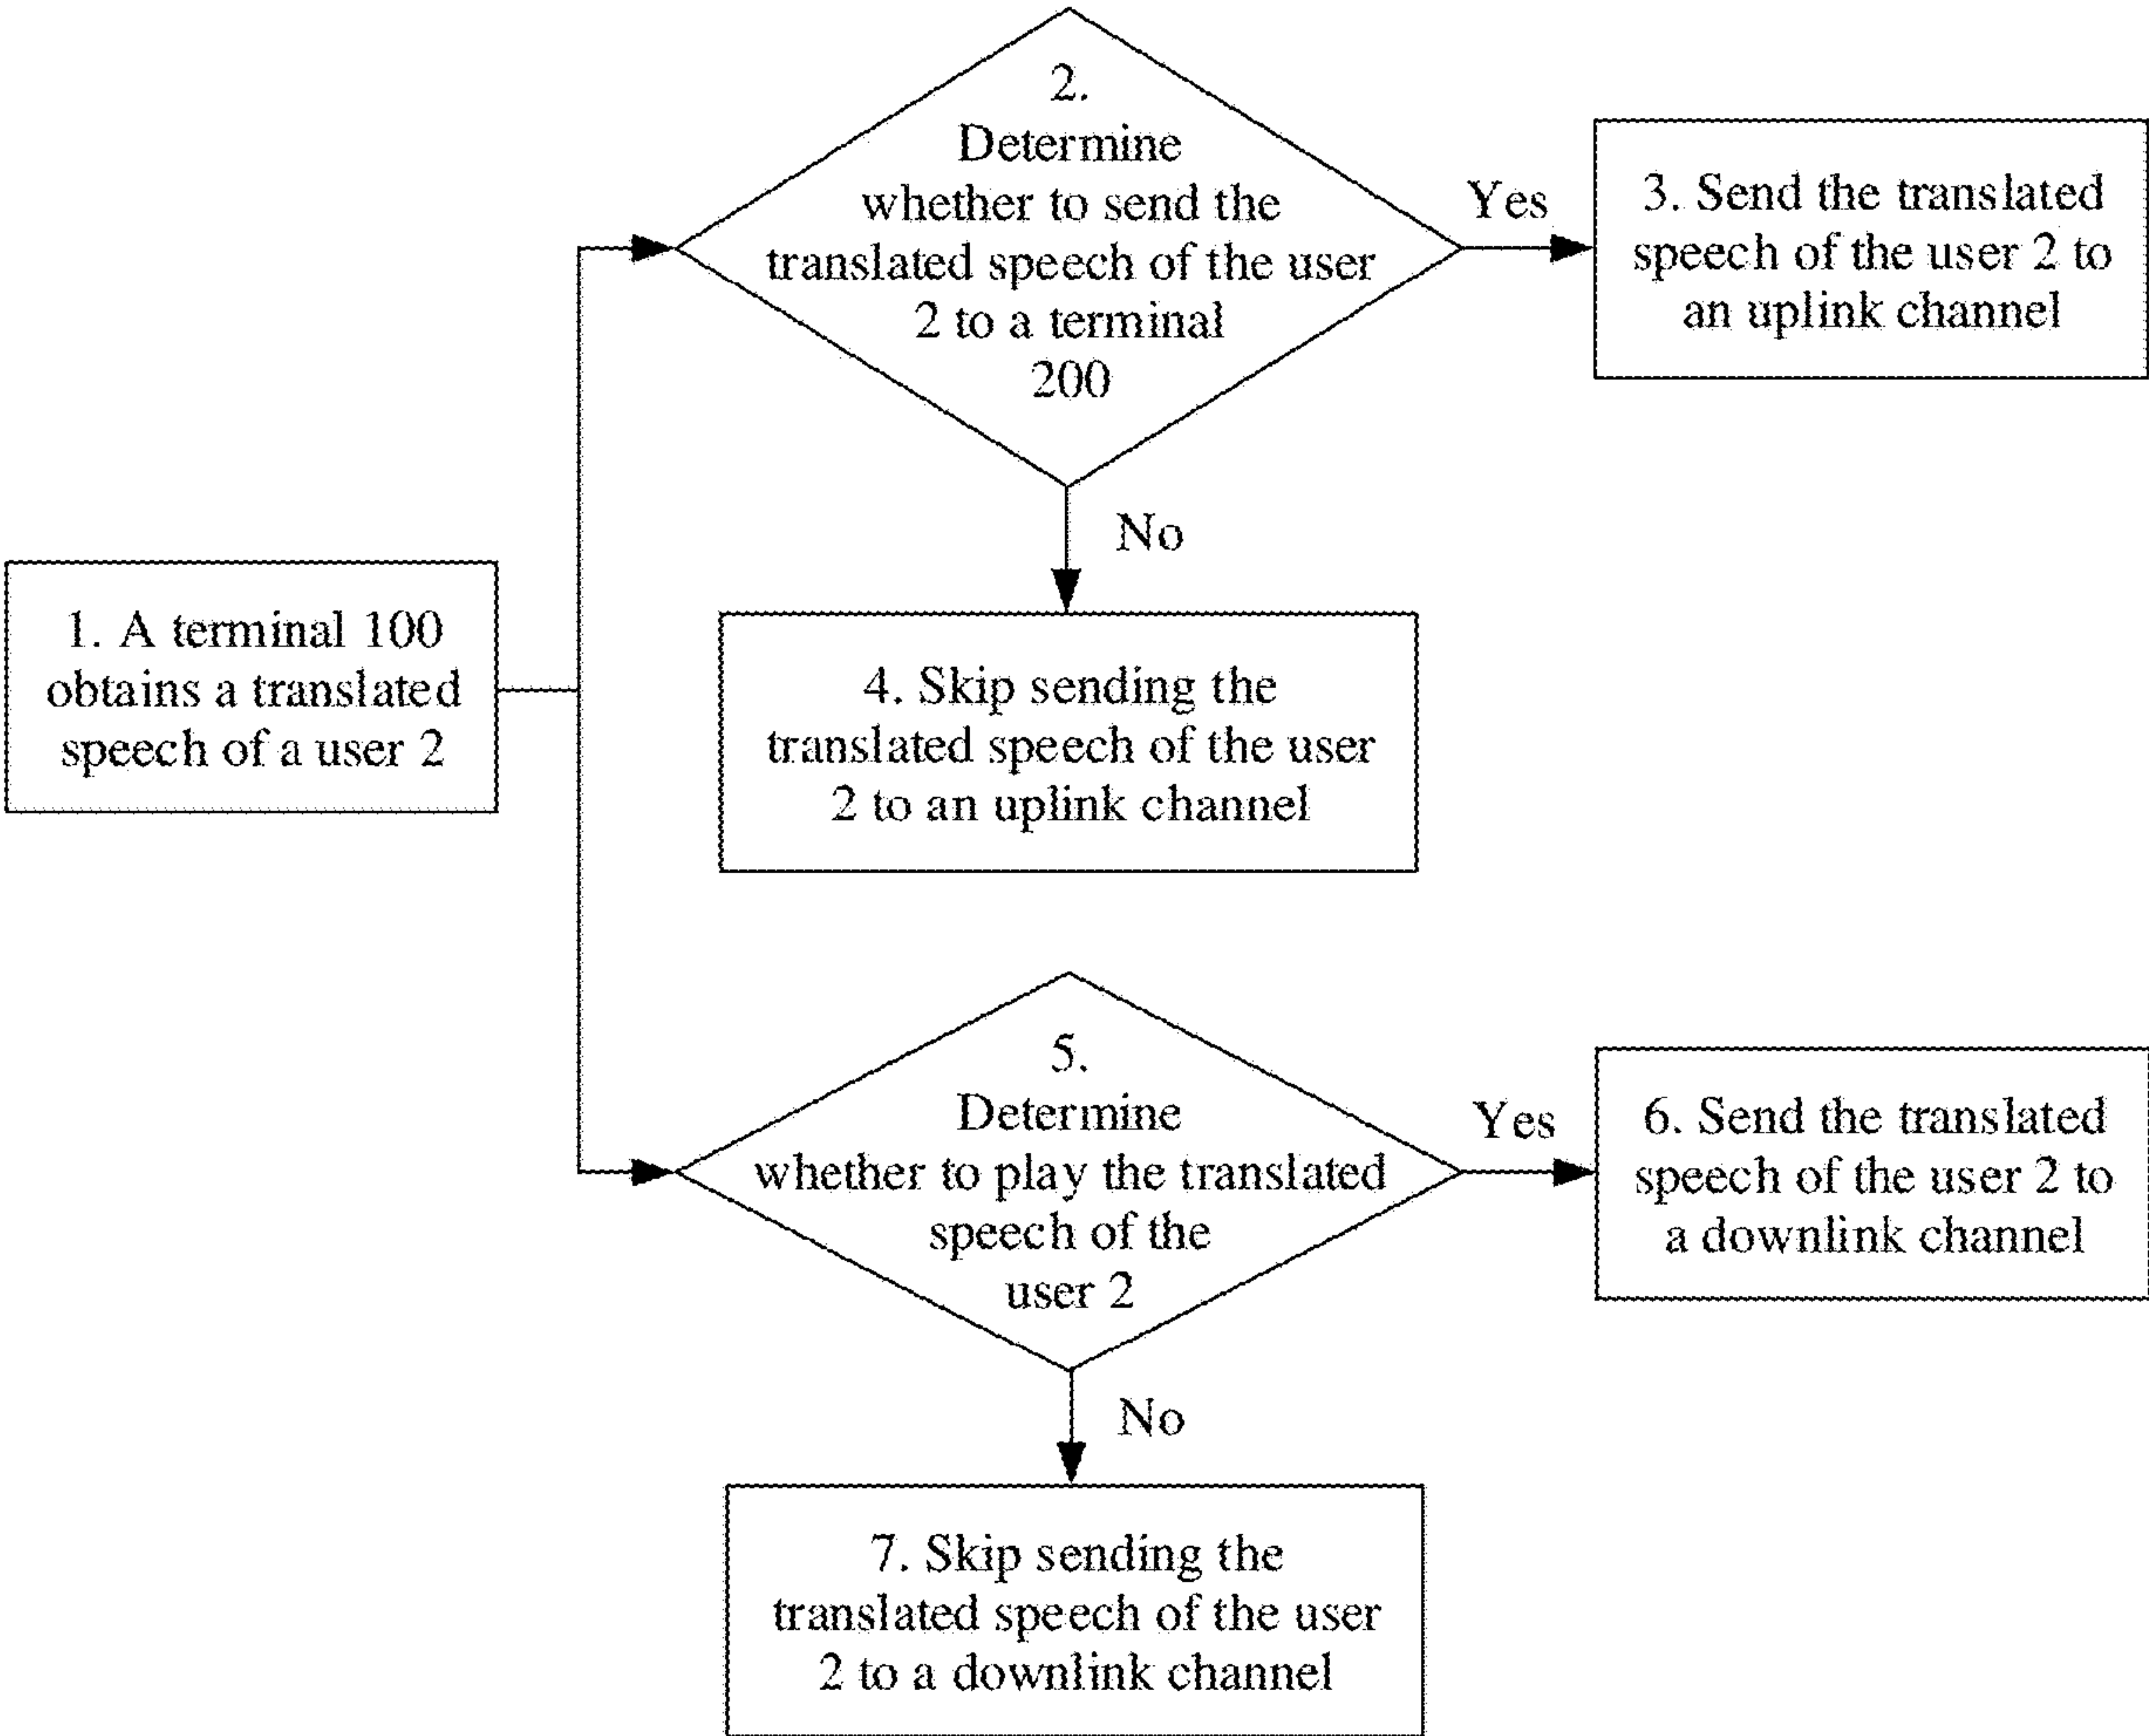 1. A terminal 100
obtains a translated
speech of a user 2
2.
Determine
whether to send the
translated speech of the user
2 to a terminal
200
Yes
3. Send the translated
speech of the user 2 to
an uplink channel
No
4. Skip sending the
translated speech of the user
2 to an uplink channel
5.
Determine
whether to play the translated
speech of the
user 2
Yes
6. Send the translated
speech of the user 2 to
a downlink channel
No
7. Skip sending the
translated speech of the user
2 to a downlink channel